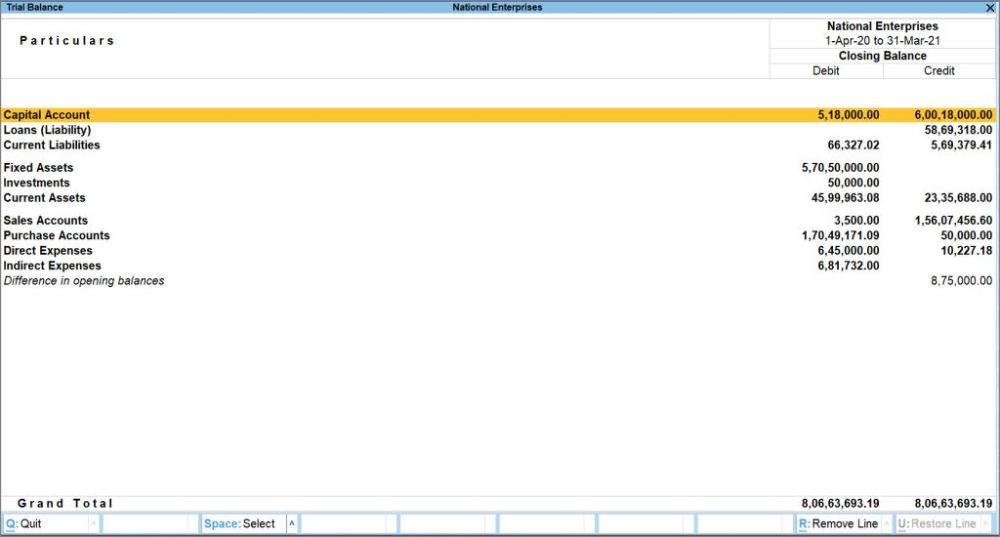 Trial Balance National Enterprises ×
Particulars National Enterprises
1-Apr-20 to 31-Mar-21
Closing Balance
Debit Credit
Capital Account 5,18,000.00 6,00,18,000.00
Loans (Liability) 58,69,318.00
Current Liabilities 66,327.02 5,69,379.41
Fixed Assets 5,70,50,000.00
Investments 50,000.00
Current Assets 45,99,963.08 23,35,688.00
Sales Accounts 3,500.00 1,56,07,456.60
Purchase Accounts 1,70,49,171.09 50,000.00
Direct Expenses 6,45,000.00 10,227.18
Indirect Expenses 6,81,732.00
Difference in opening balances 8,75,000.00
Grand Total 8,06,63,693.19 8,06,63,693.19
Q: Quit ^ Space: Select ^ R: Remove Line ^ U: Restore Line ^